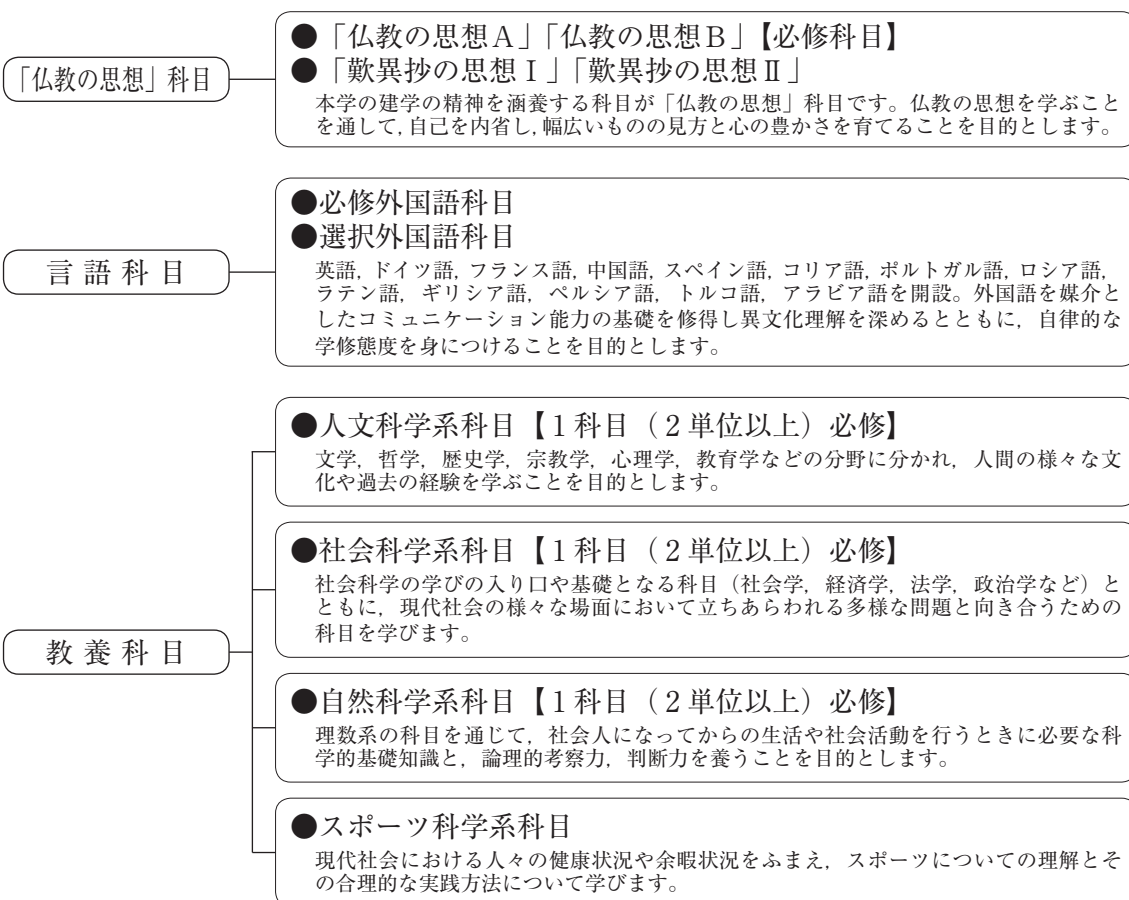 「仏教の思想」科目
●「仏教の思想A」「仏教の思想B」【必修科目】
●「歎異抄の思想Ⅰ」「歎異抄の思想Ⅱ」
本学の建学の精神を涵養する科目が「仏教の思想」科目です。仏教の思想を学ぶこと
を通して,自己を内省し,幅広いものの見方と心の豊かさを育てることを目的とします。
言語科目
●必修外国語科目
●選択外国語科目
英語,ドイツ語,フランス語,中国語,スペイン語,コリア語,ポルトガル語,ロシア語,
ラテン語,ギリシア語,ペルシア語,トルコ語,アラビア語を開設。外国語を媒介と
したコミュニケーション能力の基礎を修得し異文化理解を深めるとともに,自律的な
学修態度を身につけることを目的とします。
教養科目
●人文科学系科目【1科目(2単位以上)必修】
文学,哲学,歴史学,宗教学,心理学,教育学などの分野に分かれ,人間の様々な文
化や過去の経験を学ぶことを目的とします。
●社会科学系科目【1科目(2単位以上)必修】
社会科学の学びの入り口や基礎となる科目(社会学,経済学,法学,政治学など)と
ともに,現代社会の様々な場面において立ちあらわれる多様な問題と向き合うための
科目を学びます。
●自然科学系科目【1科目(2単位以上)必修】
理数系の科目を通じて,社会人になってからの生活や社会活動を行うときに必要な科
学的基礎知識と,論理的考察力,判断力を養うことを目的とします。
●スポーツ科学系科目
現代社会における人々の健康状況や余暇状況をふまえ,スポーツについての理解とそ
の合理的な実践方法について学びます。